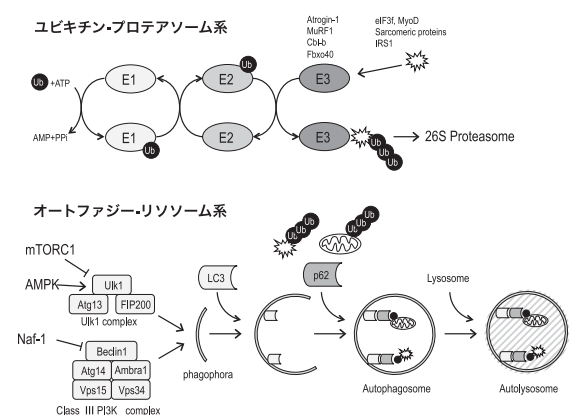 ユビキチン-プロテアソーム系
Atrogin-1
MuRF1
Cbl-b
Fbxo40
eIF3f, MyoD
Sarcomeric proteins
IRS1
Ub +ATP
E1
E2
Ub
E3
AMP+PPi
E1
Ub
E2
E3
Ub
Ub
Ub
26S Proteasome
オートファジー-リソソーム系
mTORC1
AMPK
Ulk1
Atg13
FIP200
Ulk1 complex
Naf-1
Beclin1
Atg14
Ambra1
Vps15
Vps34
Class III PI3K complex
LC3
phagophora
Ub
Ub
Ub
Ub
Ub
Ub
p62
Autophagosome
Lysosome
Autolysosome